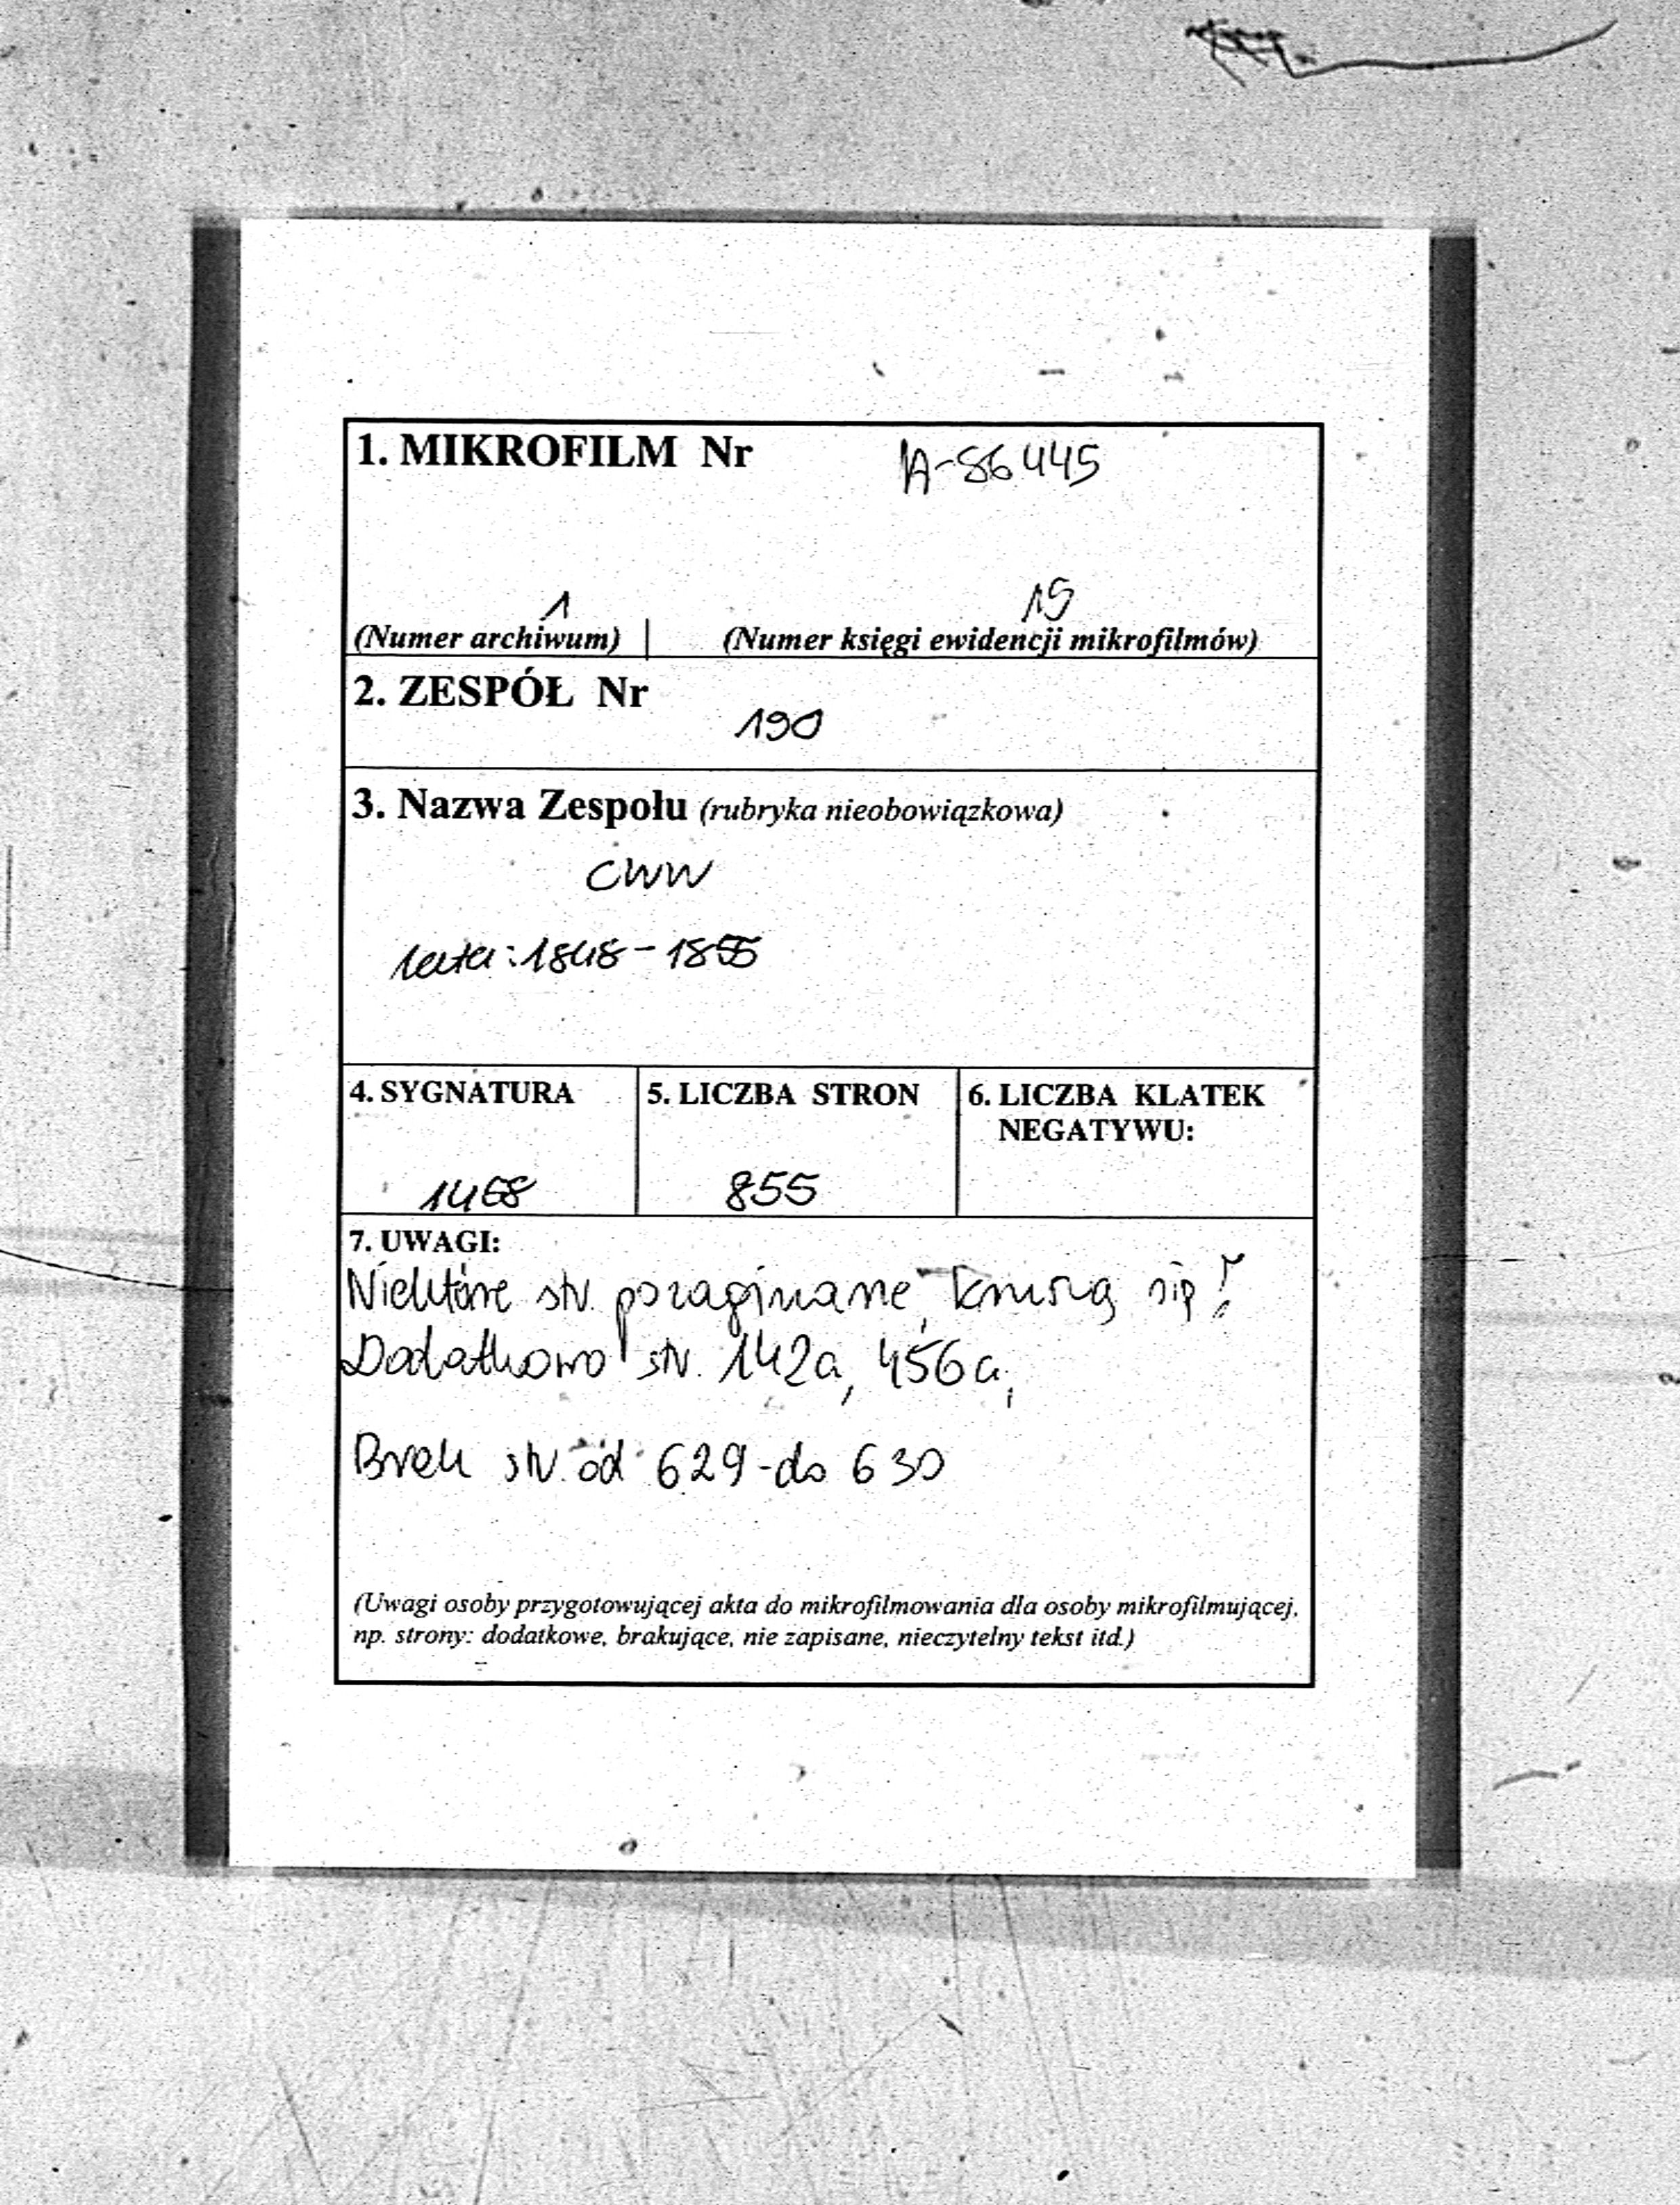 1. MIKROFILM Nr A-86445
1 15
(Numer archiwum) | (Numer księgi ewidencji mikrofilmów)
2. ZESPÓŁ Nr
190
3. Nazwa Zespołu (rubryka nieobowiązkowa)
CWW
lata: 1848-1855
4. SYGNATURA 5. LICZBA STRON 6. LICZBA KLATEK
NEGATYWU:
1468 855
7. UWAGI:
Niektóre str. pozaginane, kruszą się!
Dodatkowo str. 142a, 456a,
Brak str. od 629-do 630
(Uwagi osoby przygotowującej akta do mikrofilmowania dla osoby mikrofilmującej,
np. strony: dodatkowe, brakujące, nie zapisane, nieczytelny tekst itd.)